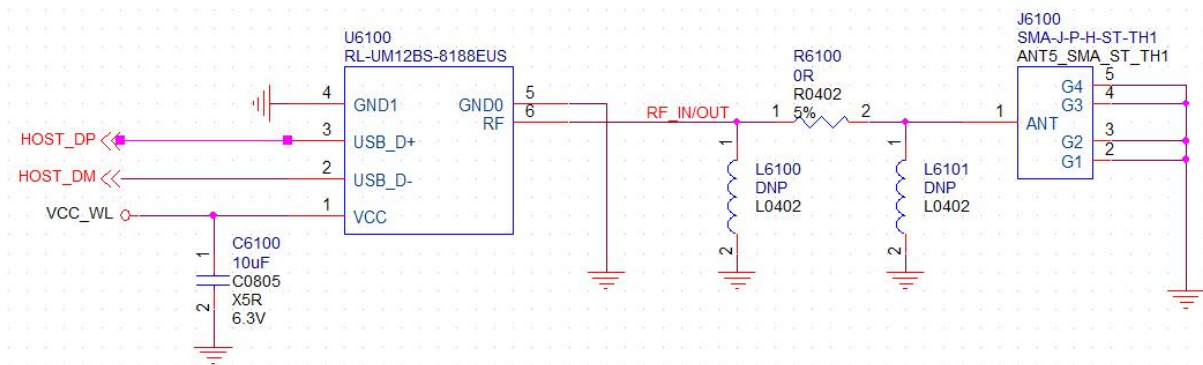 J6100
SMA-J-P-H-ST-TH1
ANT5_SMA_ST_TH1
U6100
RL-UM12BS-8188EUS
R6100
0R
R0402
5%
4 GND1
GND0 5
RF 6
RF_IN/OUT
1 2
1 ANT
G4 5
G3 4
G2 3
G1 2
HOST_DP 3 USB_D+
HOST_DM 2 USB_D-
VCC_WL 1 VCC
1
L6100
DNP
L0402
2
1
L6101
DNP
L0402
2
1
C6100
10uF
C0805
X5R
6.3V
2